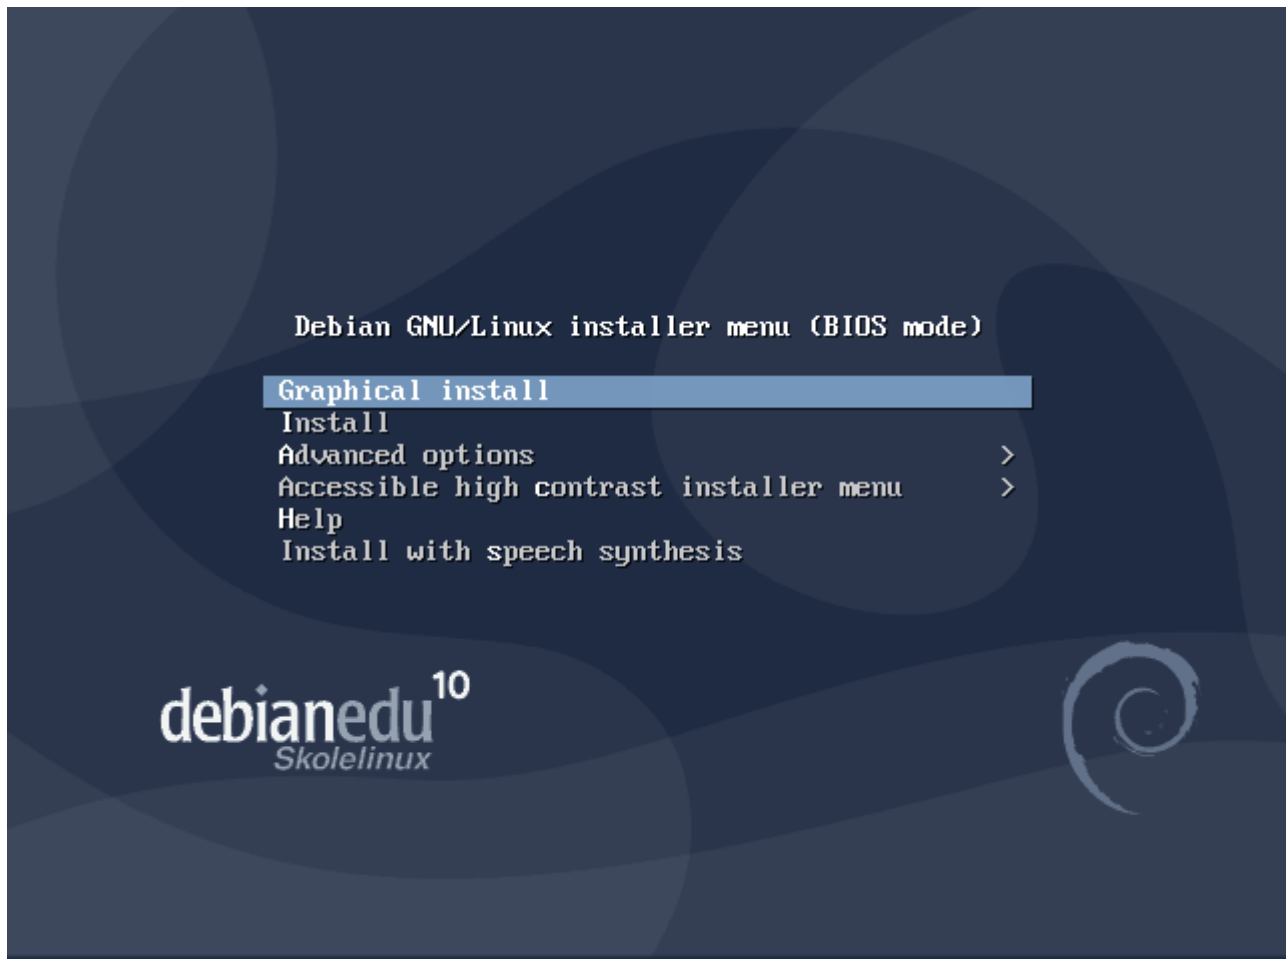 Debian GNU/Linux installer menu (BIOS mode)
Graphical install
Install
Advanced options >
Accessible high contrast installer menu >
Help
Install with speech synthesis
debianedu 10
Skolelinux